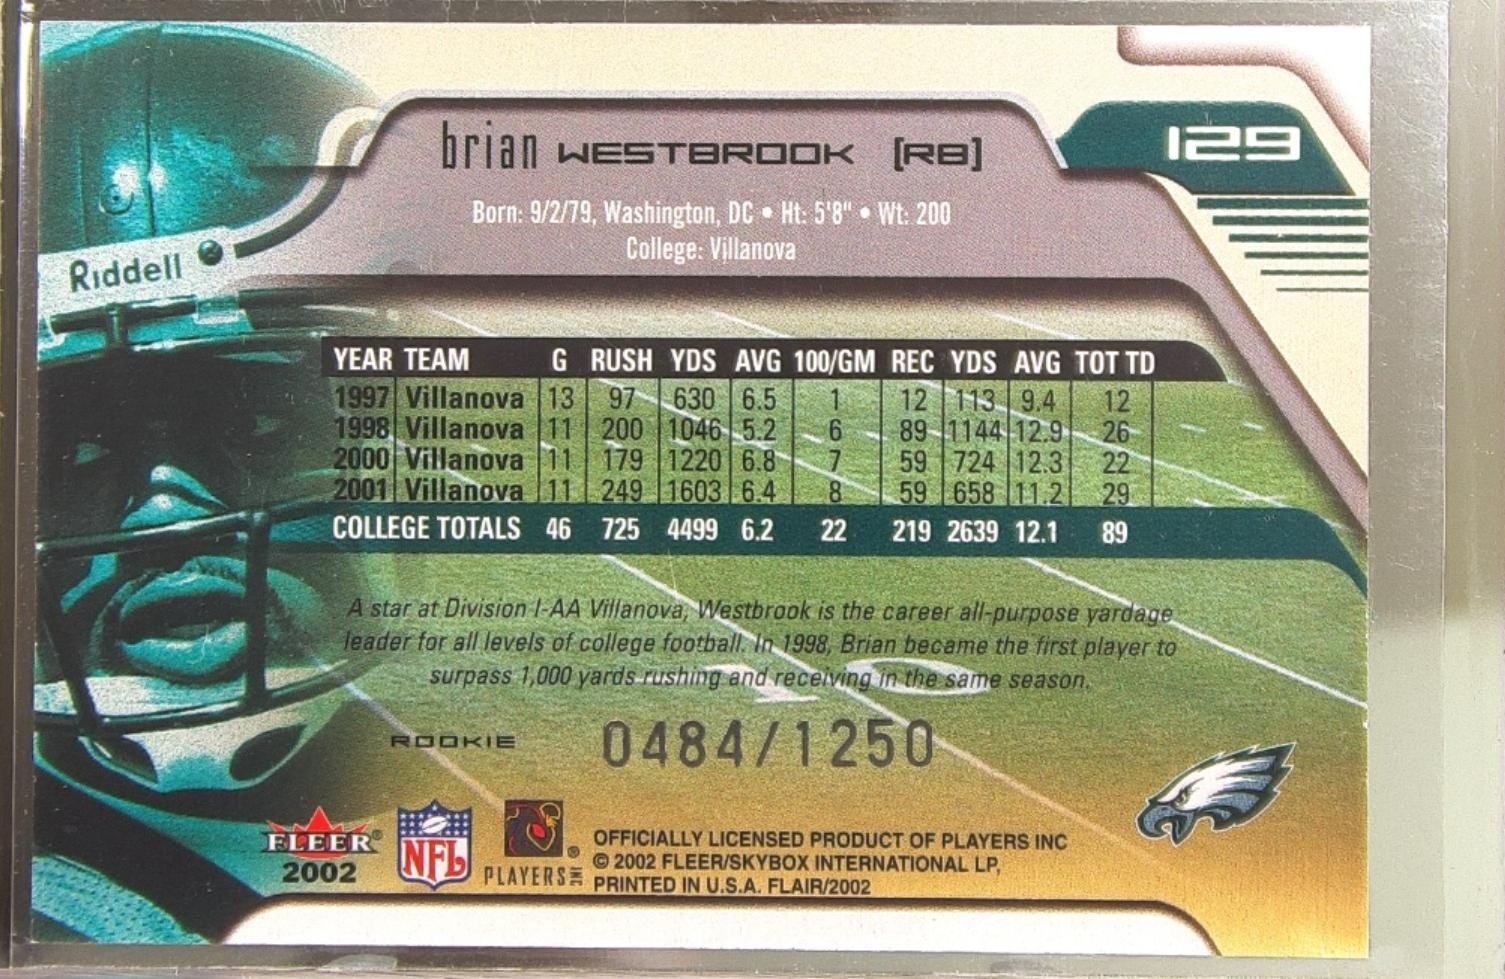 brian WESTBROOK [RB]
129
Born: 9/2/79, Washington, DC • Ht: 5'8" • Wt: 200
College: Villanova
Riddell
YEAR TEAM G RUSH YDS AVG 100/GM REC YDS AVG TOT TD
1997 Villanova 13 97 630 6.5 1 12 113 9.4 12
1998 Villanova 11 200 1046 5.2 6 89 1144 12.9 26
2000 Villanova 11 179 1220 6.8 7 59 724 12.3 22
2001 Villanova 11 249 1603 6.4 8 59 658 11.2 29
COLLEGE TOTALS 46 725 4499 6.2 22 219 2639 12.1 89
A star at Division I-AA Villanova, Westbrook is the career all-purpose yardage
leader for all levels of college football. In 1998, Brian became the first player to
surpass 1,000 yards rushing and receiving in the same season.
10
ROOKIE 0484/1250
FLEER®
2002
NFL
PLAYERS INC ®
OFFICIALLY LICENSED PRODUCT OF PLAYERS INC
© 2002 FLEER/SKYBOX INTERNATIONAL LP,
PRINTED IN U.S.A. FLAIR/2002